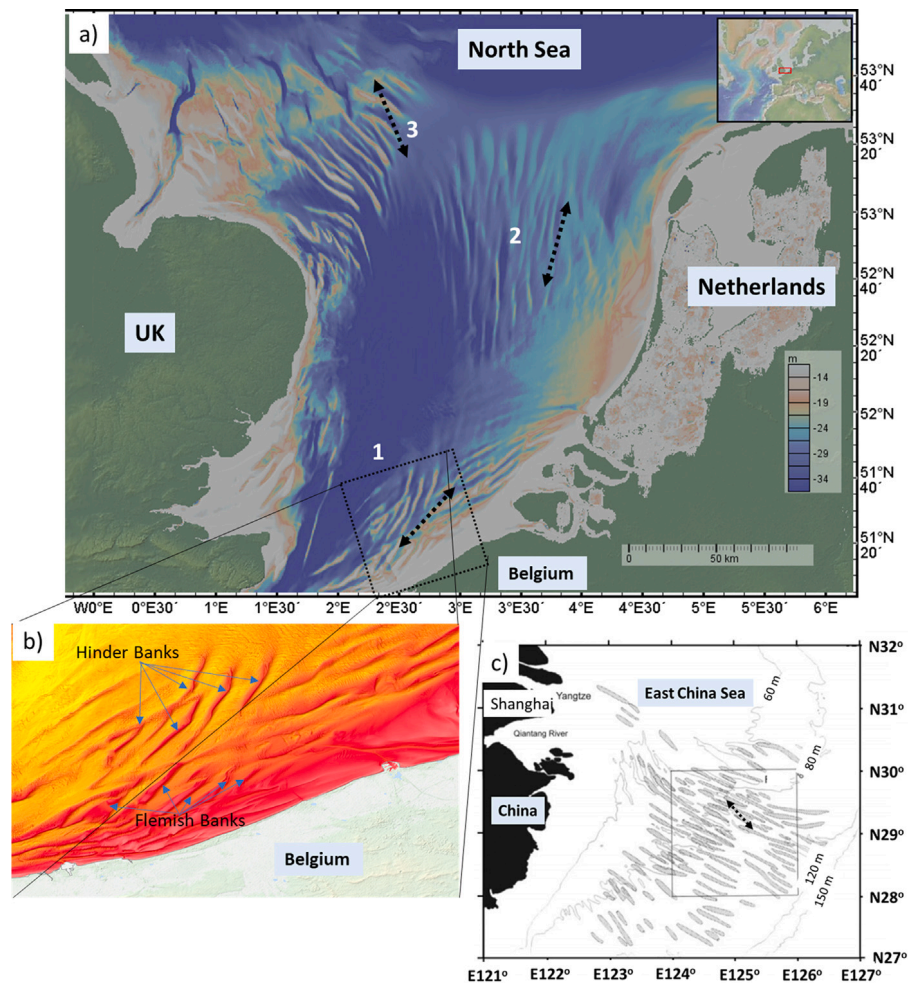 a)
North Sea
53°N
40´
3
53°N
20´
53°N
2
52°N
40´
Netherlands
UK
52°N
20´
m
-14
-19
-24
-29
-34
52°N
1
51°N
40´
51°N
20´
0
50 km
Belgium
W0°E
0°E30´
1°E
1°E30´
2°E
2°E30´
3°E
3°E30´
4°E
4°E30´
5°E
5°E30´
6°E
b)
Hinder Banks
Flemish Banks
Belgium
c)
N32°
East China Sea
60 m
Yangtze
Shanghai
N31°
Qiantang River
80 m
N30°
I
China
N29°
120 m
150 m
N28°
N27°
E121°
E122°
E123°
E124°
E125°
E126°
E127°